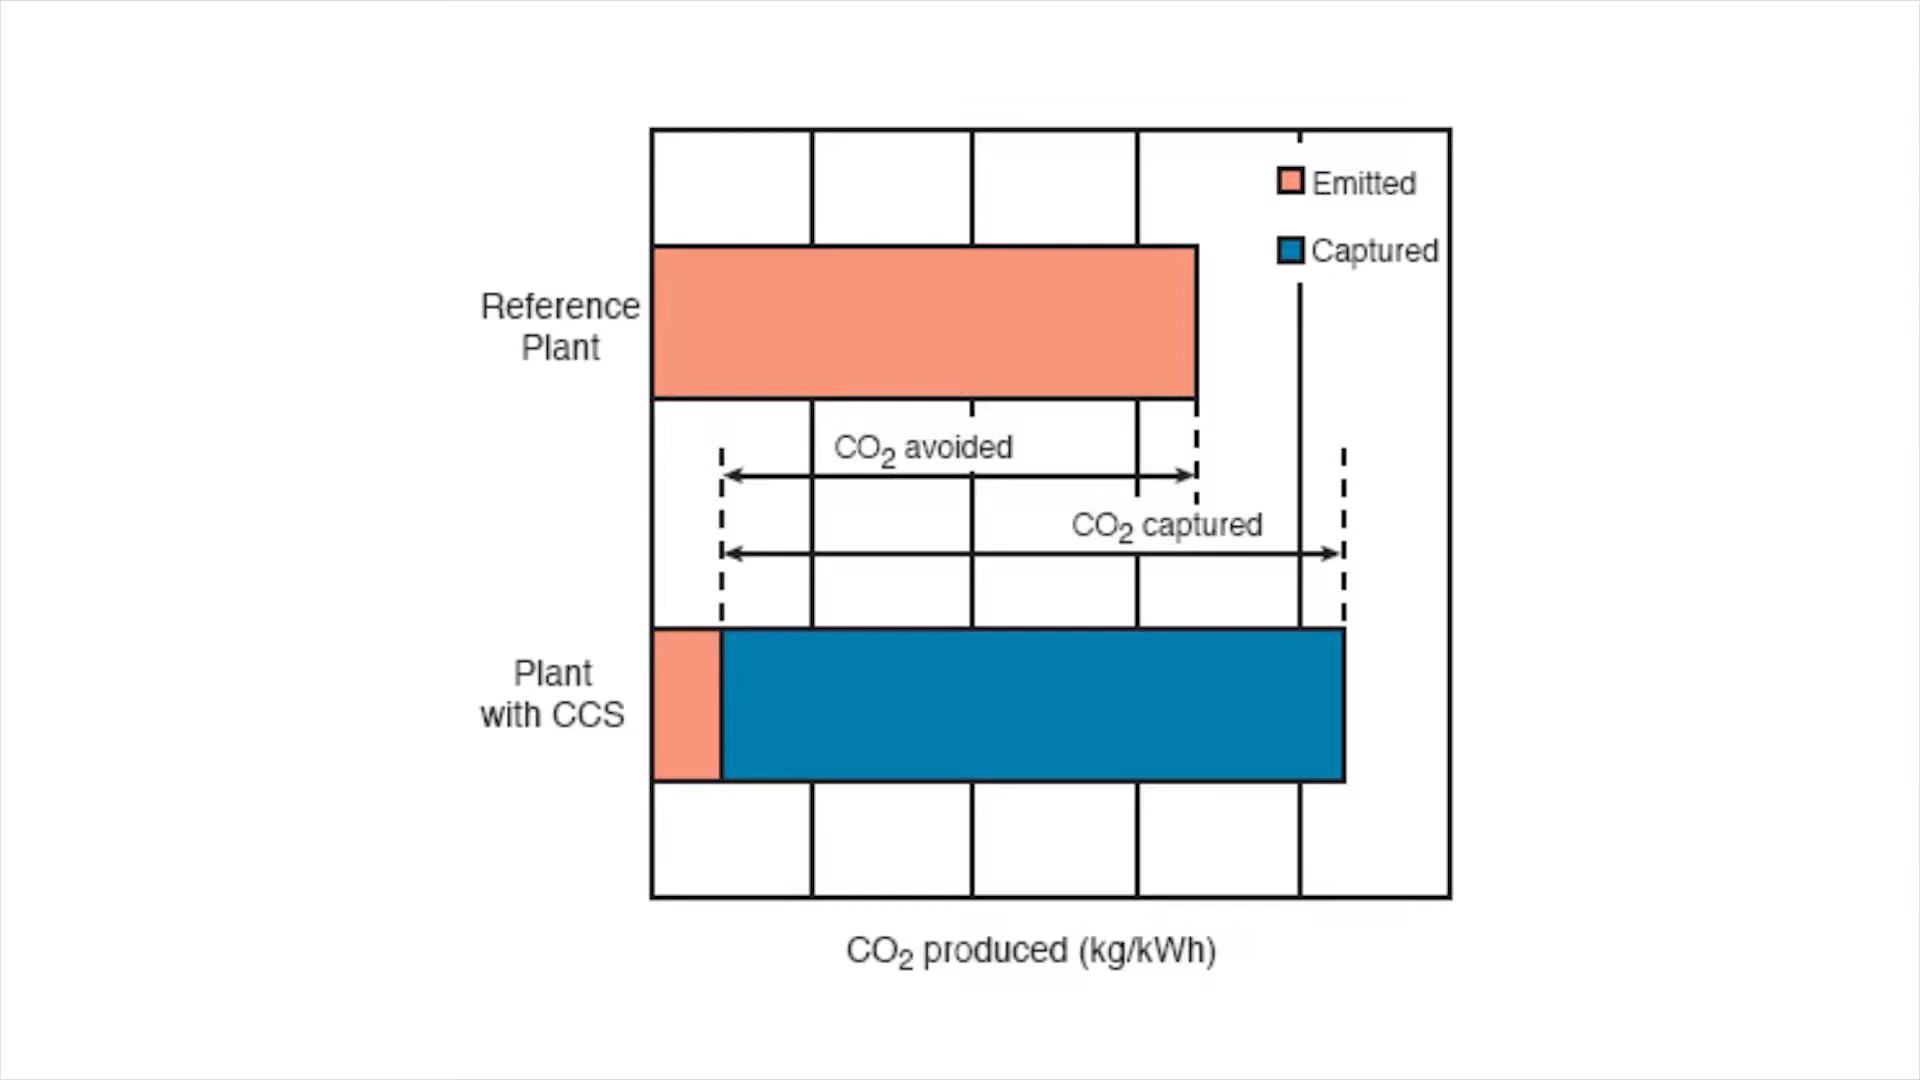 Emitted
Captured
Reference
Plant
CO₂ avoided
CO₂ captured
Plant
with CCS
CO₂ produced (kg/kWh)